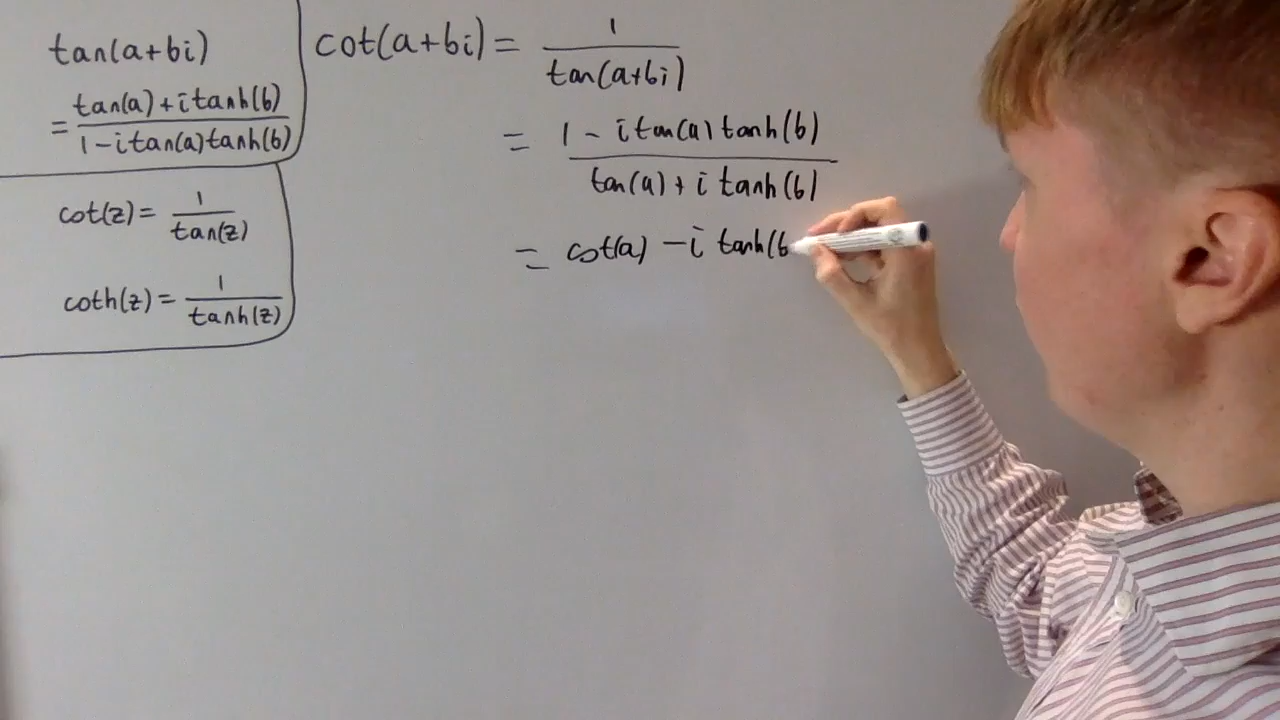 tan(a+bi)
= tan(a)+i tanh(b)
1-i tan(a)tanh(b)
cot(z) = 1
tan(z)
coth(z) = 1
tanh(z)
cot(a+bi) = 1
tan(a+bi)
= 1 - i tan(a) tanh(b)
tan(a) + i tanh(b)
= cot(a) - i tanh(b